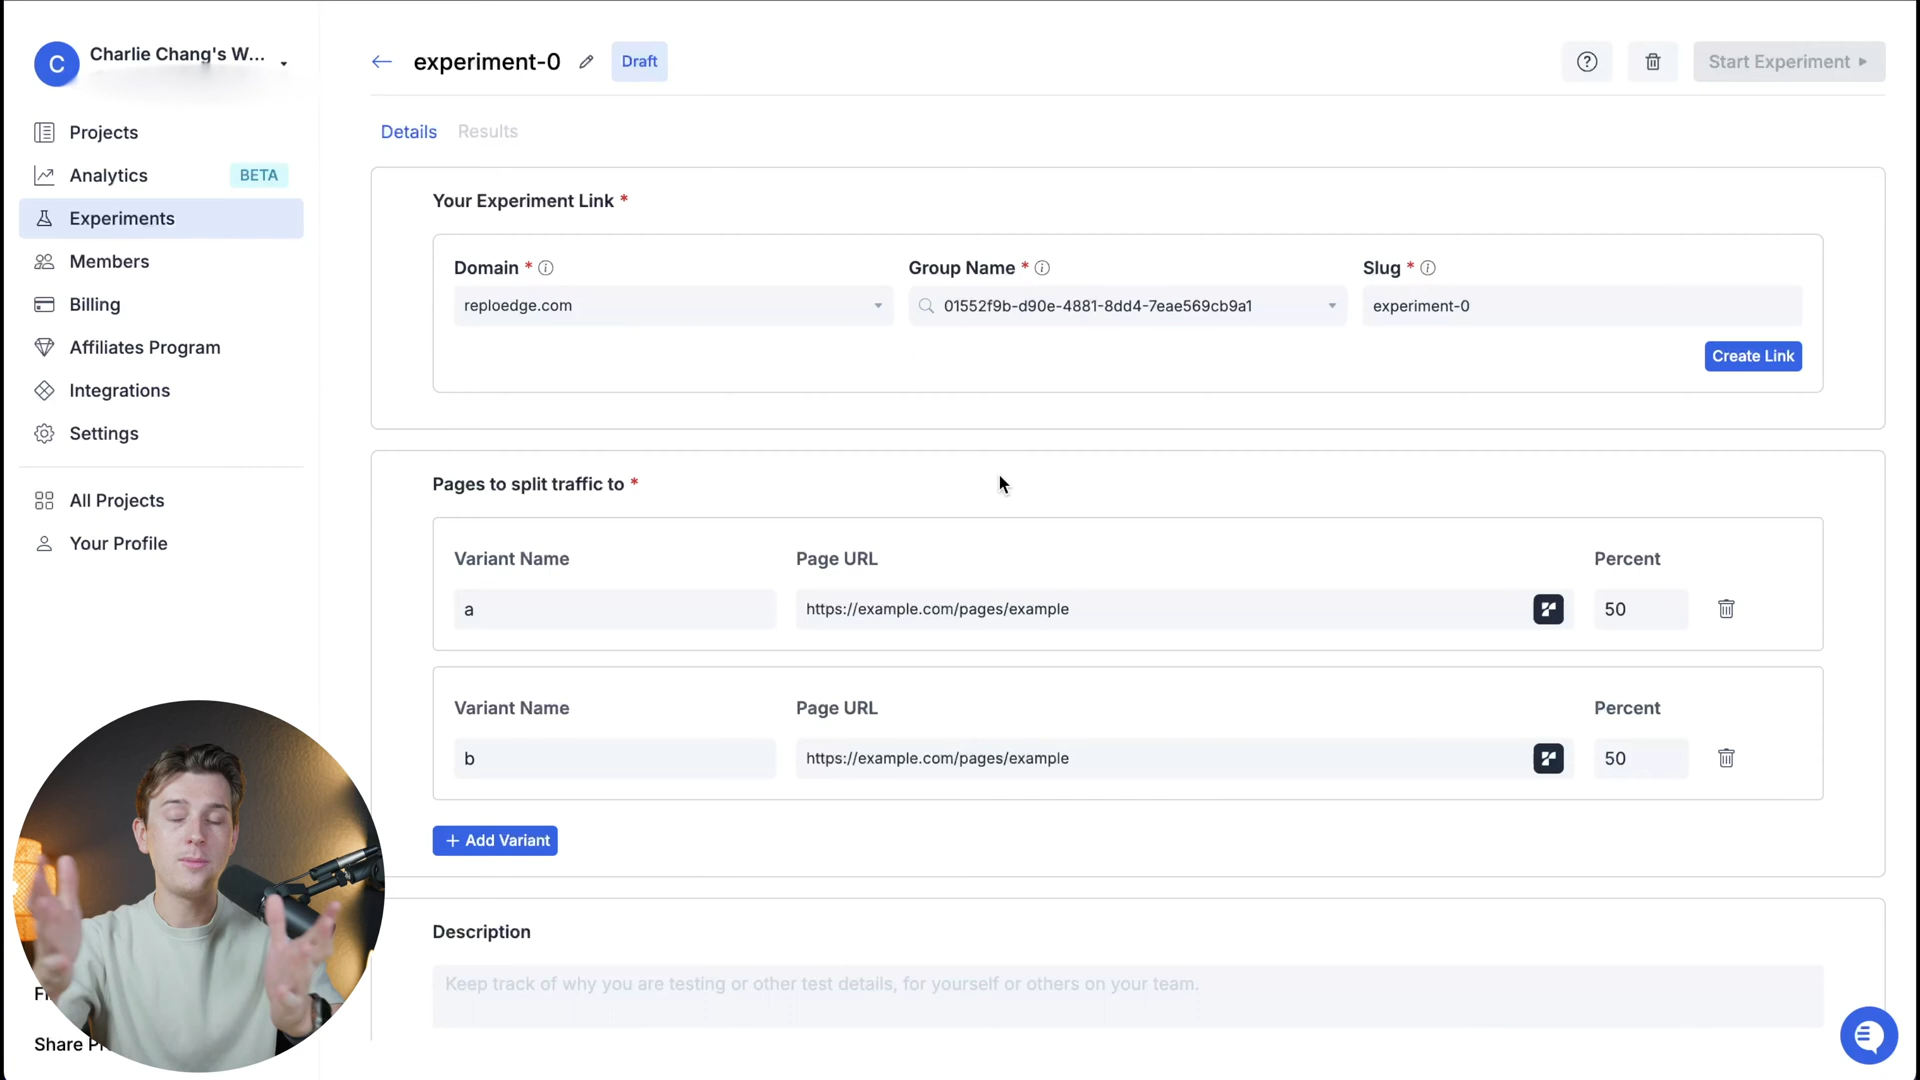 C
Charlie Chang's W...
Projects
Analytics
BETA
Experiments
Members
Billing
Affiliates Program
Integrations
Settings
All Projects
Your Profile
Share
experiment-0
Draft
Start Experiment
Details
Results
Your Experiment Link *
Domain *
Group Name *
Slug *
reploedge.com
01552f9b-d90e-4881-8dd4-7eae569cb9a1
experiment-0
Create Link
Pages to split traffic to *
Variant Name
Page URL
Percent
a
https://example.com/pages/example
50
Variant Name
Page URL
Percent
b
https://example.com/pages/example
50
+ Add Variant
Description
Keep track of why you are testing or other test details, for yourself or others on your team.